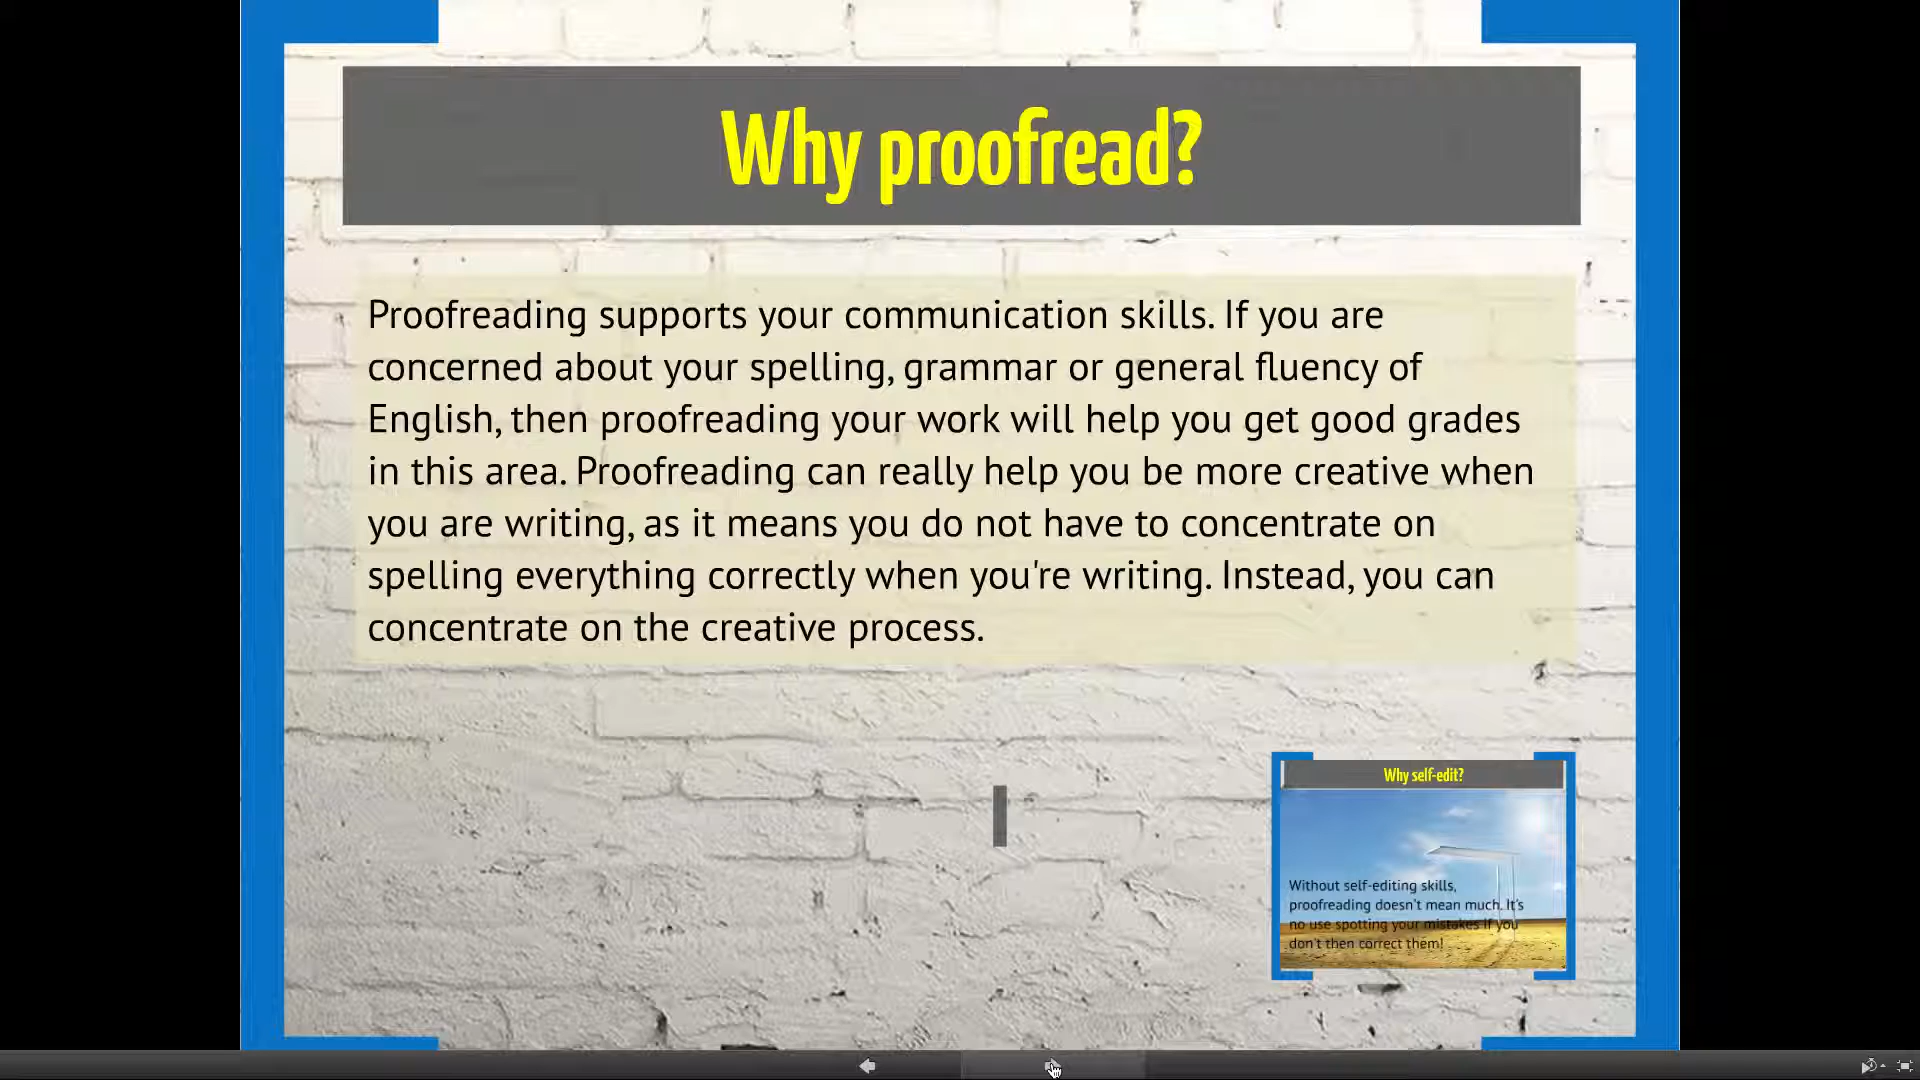 Why proofread?
Proofreading supports your communication skills. If you are
concerned about your spelling, grammar or general fluency of
English, then proofreading your work will help you get good grades
in this area. Proofreading can really help you be more creative when
you are writing, as it means you do not have to concentrate on
spelling everything correctly when you're writing. Instead, you can
concentrate on the creative process.
Why self-edit?
Without self-editing skills,
proofreading doesn't mean much. It's
no use spotting your mistakes if you
don't then correct them!